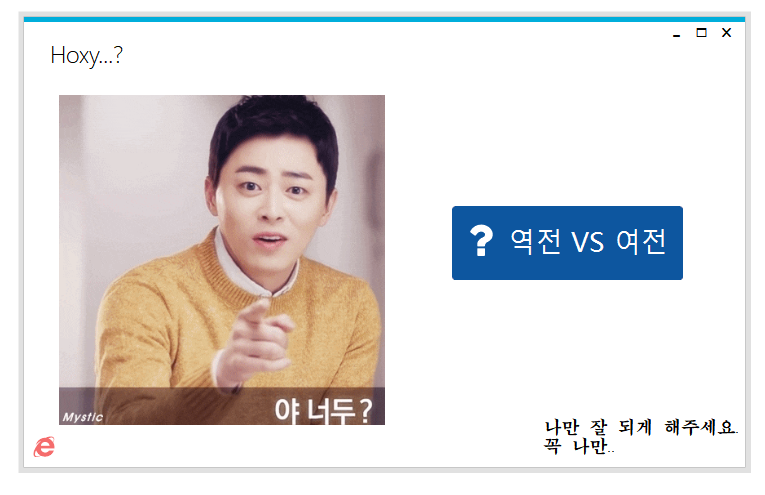 Hoxy...?
? 역전 VS 여전
Mystic
야 너두?
나만 잘 되게 해주세요.
꼭 나만..